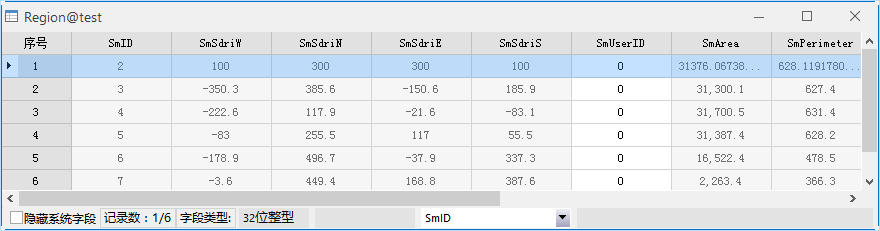 Region@test
序号 SmID SmSdriW SmSdriN SmSdriE SmSdriS SmUserID SmArea SmPerimeter
1 2 100 300 300 100 0 31376.06738... 628.1191780...
2 3 -350.3 385.6 -150.6 185.9 0 31,300.1 627.4
3 4 -222.6 117.9 -21.6 -83.1 0 31,700.5 631.4
4 5 -83 255.5 117 55.5 0 31,387.4 628.2
5 6 -178.9 496.7 -37.9 337.3 0 16,522.4 478.5
6 7 -3.6 449.4 168.8 387.6 0 2,263.4 366.3
隐藏系统字段 记录数：1/6 字段类型: 32位整型 SmID